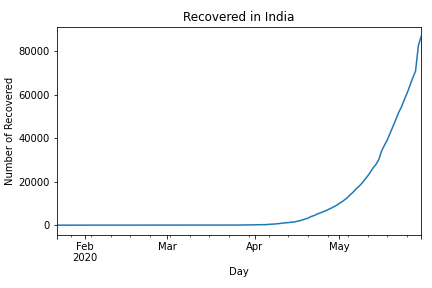 Recovered in India
Number of Recovered
80000
60000
40000
20000
0
Feb
2020
Mar
Apr
May
Day